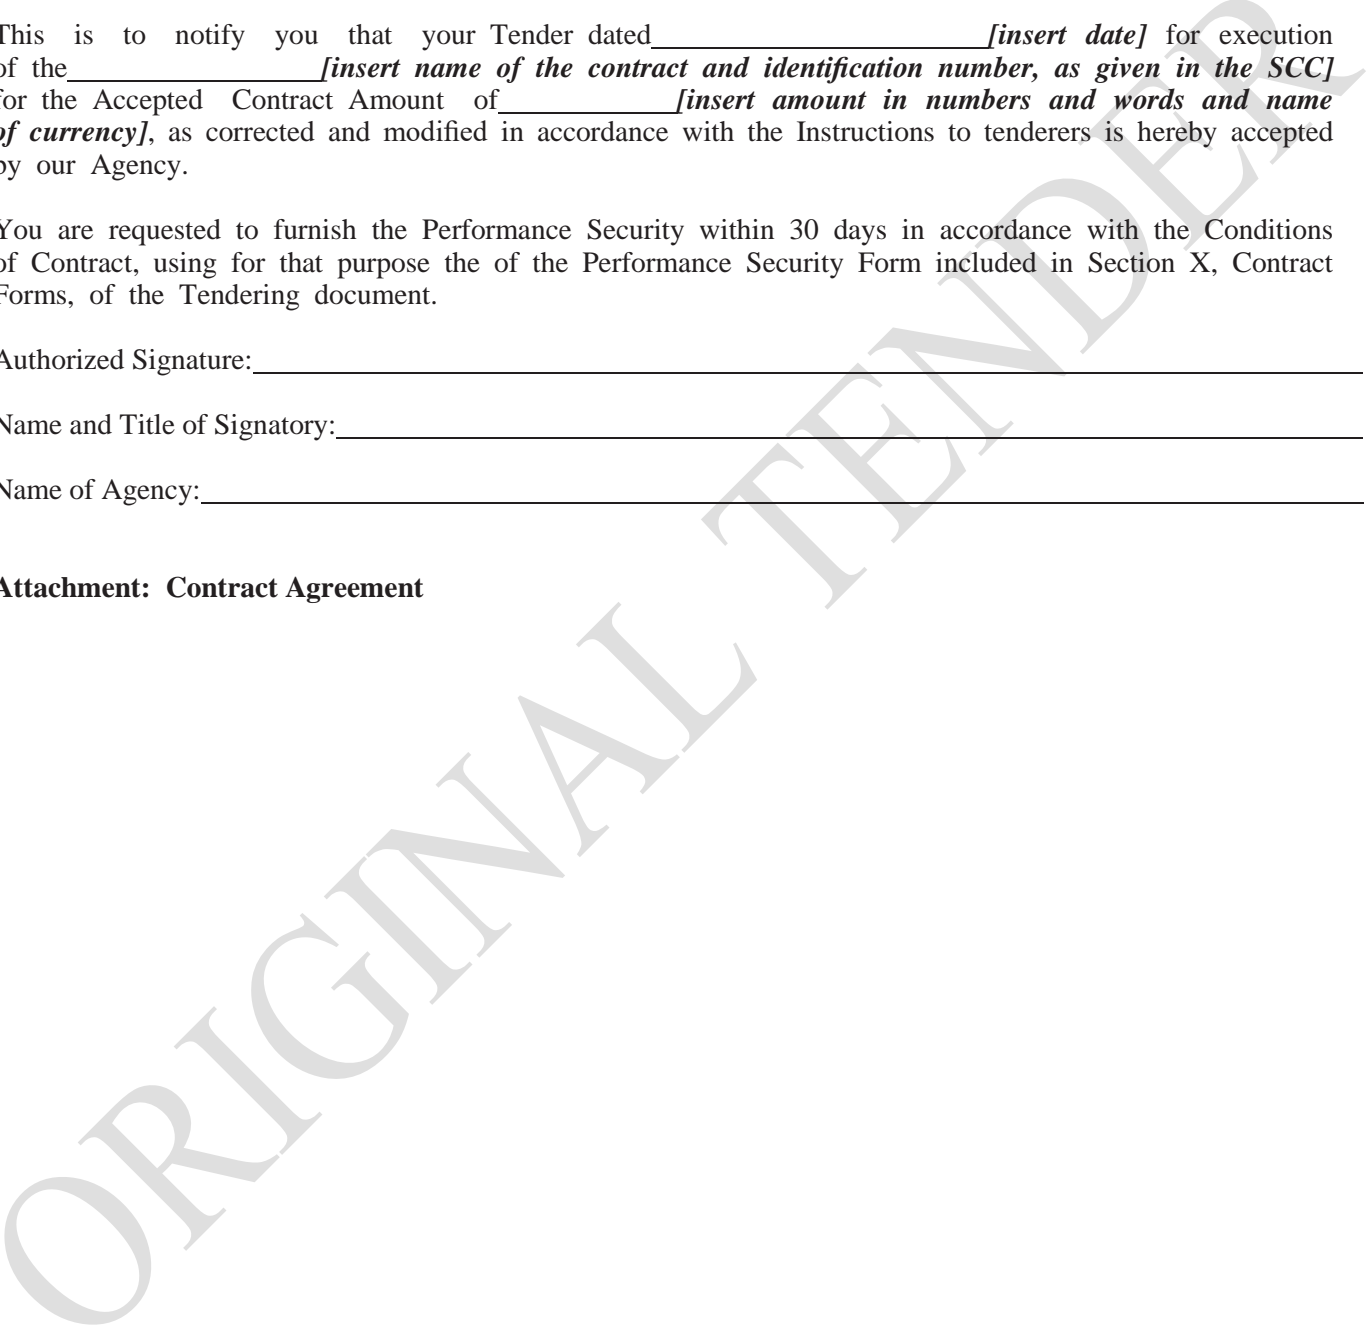 This is to notify you that your Tender dated [insert date] for execution
of the [insert name of the contract and identification number, as given in the SCC]
for the Accepted Contract Amount of [insert amount in numbers and words and name
of currency], as corrected and modified in accordance with the Instructions to tenderers is hereby accepted
by our Agency.
You are requested to furnish the Performance Security within 30 days in accordance with the Conditions
of Contract, using for that purpose the of the Performance Security Form included in Section X, Contract
Forms, of the Tendering document.
Authorized Signature:
Name and Title of Signatory:
Name of Agency:
Attachment: Contract Agreement
ORIGINAL TENDER